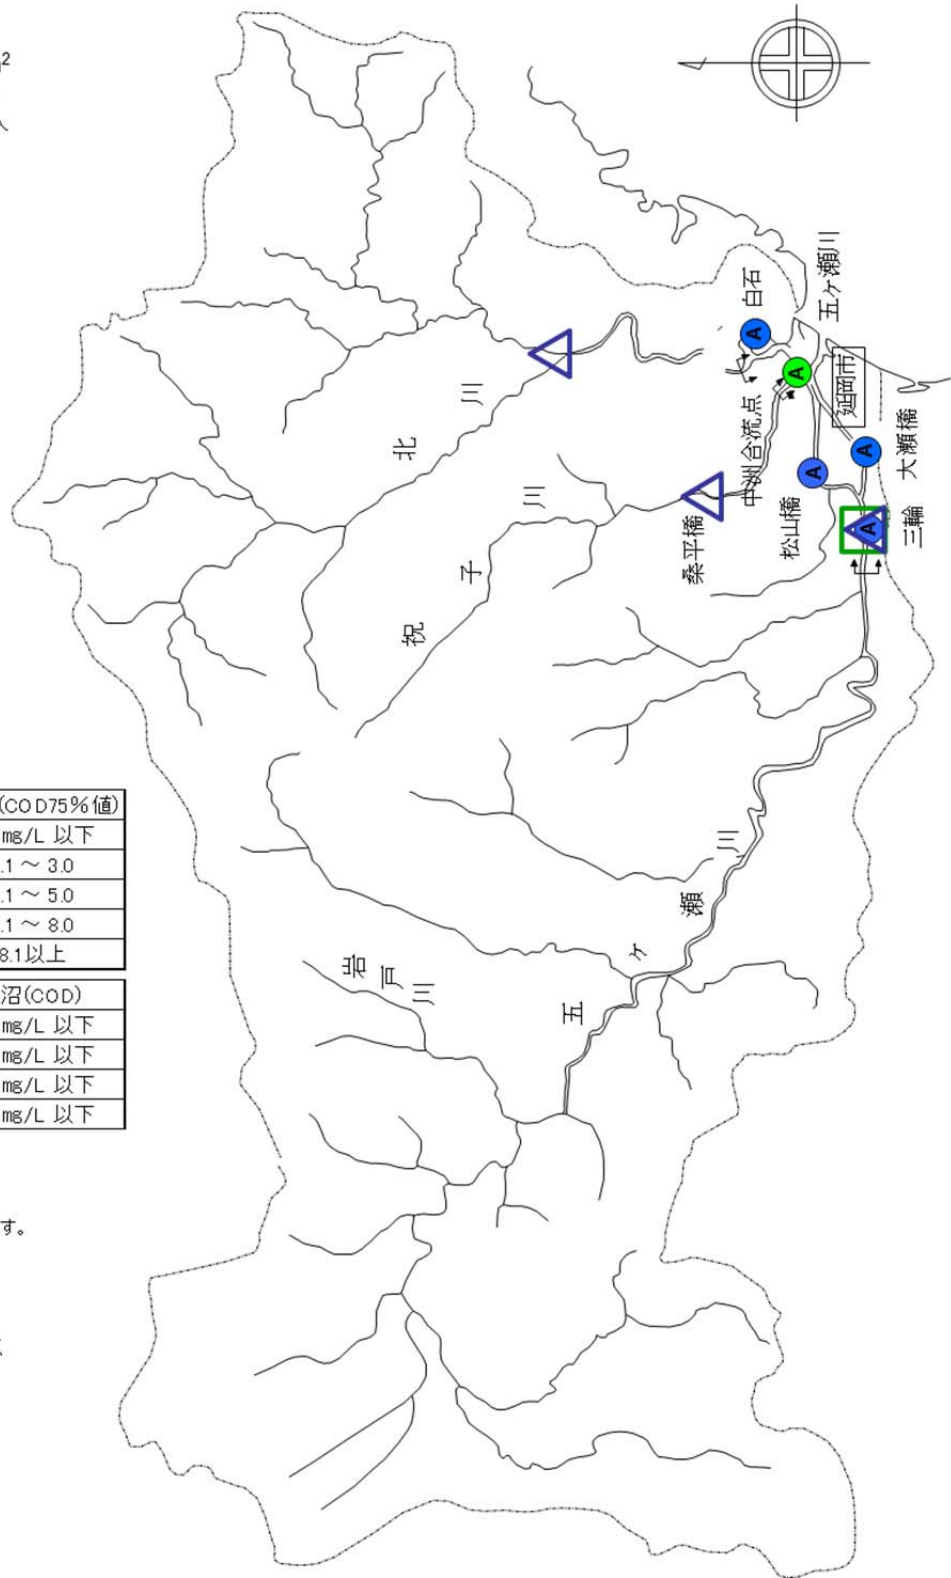 2
白石
五ヶ瀬川
A
A
延岡市
中洲合流点
大瀬橋
A
A
松山橋
A
三輪
桑平橋
北川
祝子川
(COD75%値)
mg/L 以下
.1 ～ 3.0
.1 ～ 5.0
.1 ～ 8.0
8.1以上
沼(COD)
mg/L 以下
mg/L 以下
mg/L 以下
mg/L 以下
岩戸川
五ヶ瀬川
す。